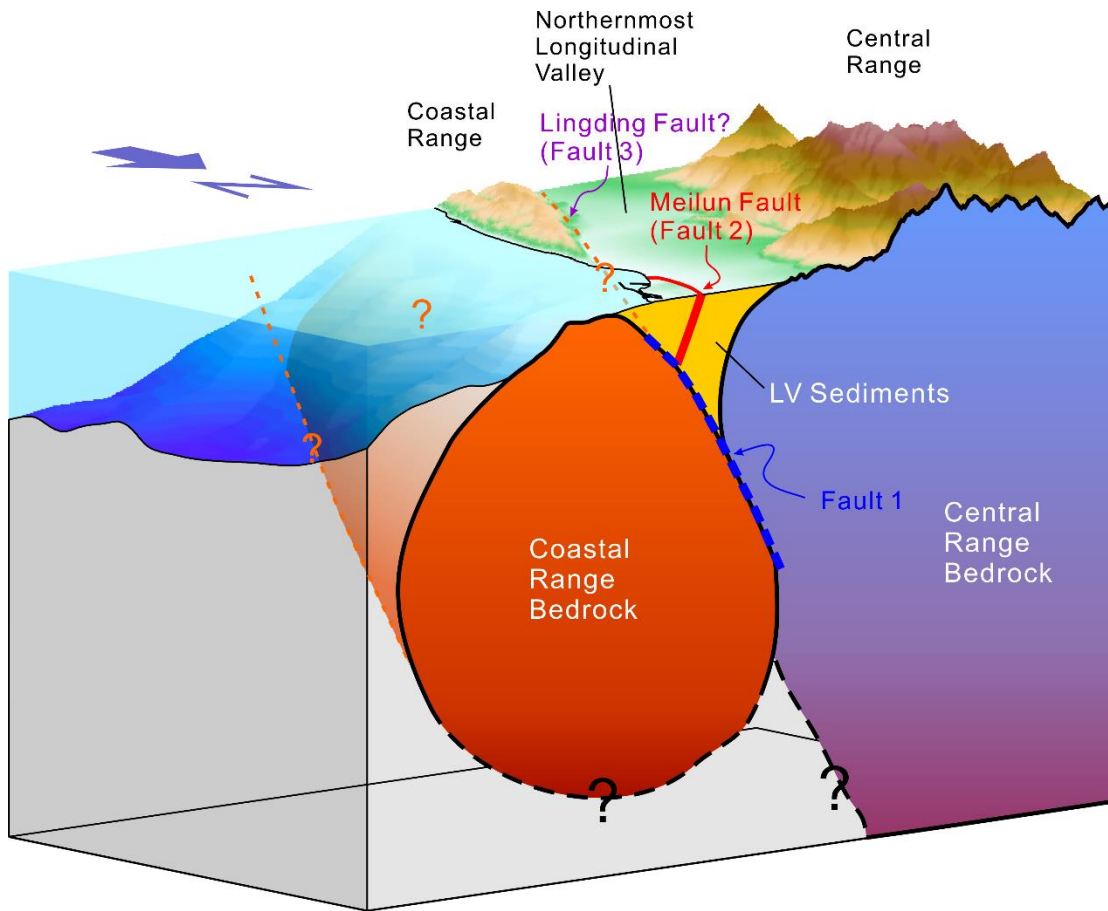 Northernmost
Longitudinal
Valley
Central
Range
Coastal
Range
Lingding Fault?
(Fault 3)
Meilun Fault
(Fault 2)
?
?
?
LV Sediments
Fault 1
Coastal
Range
Bedrock
Central
Range
Bedrock
?
?